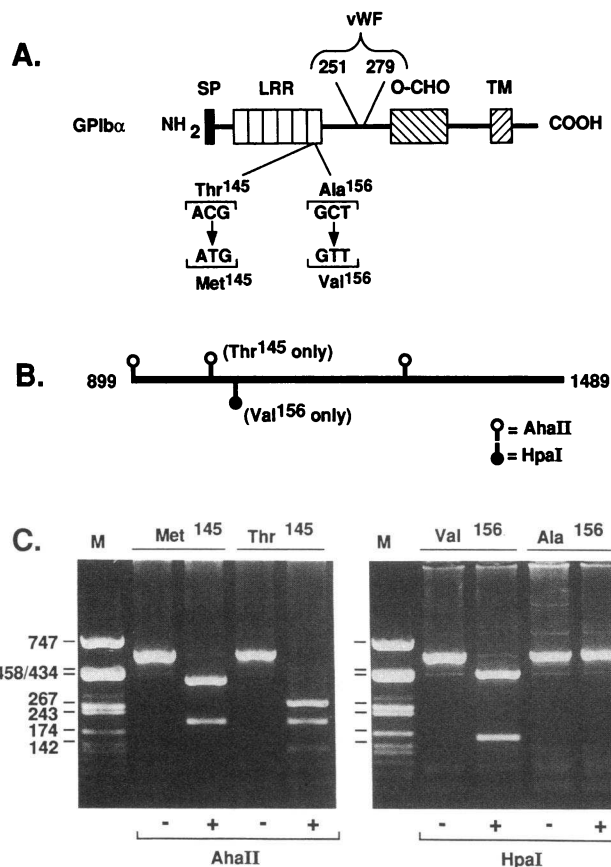 A.
vWF
251 279
SP LRR O-CHO TM
GPIbα NH2 COOH
Thr145 Ala156
ACG GCT
ATG GTT
Met145 Val156
B.
(Thr145 only)
899 1489
(Val156 only)
= AhaII
= HpaI
C.
M Met 145 Thr 145 M Val 156 Ala 156
747
458/434
267
243
174
142
- + - + - + - +
AhaII HpaI